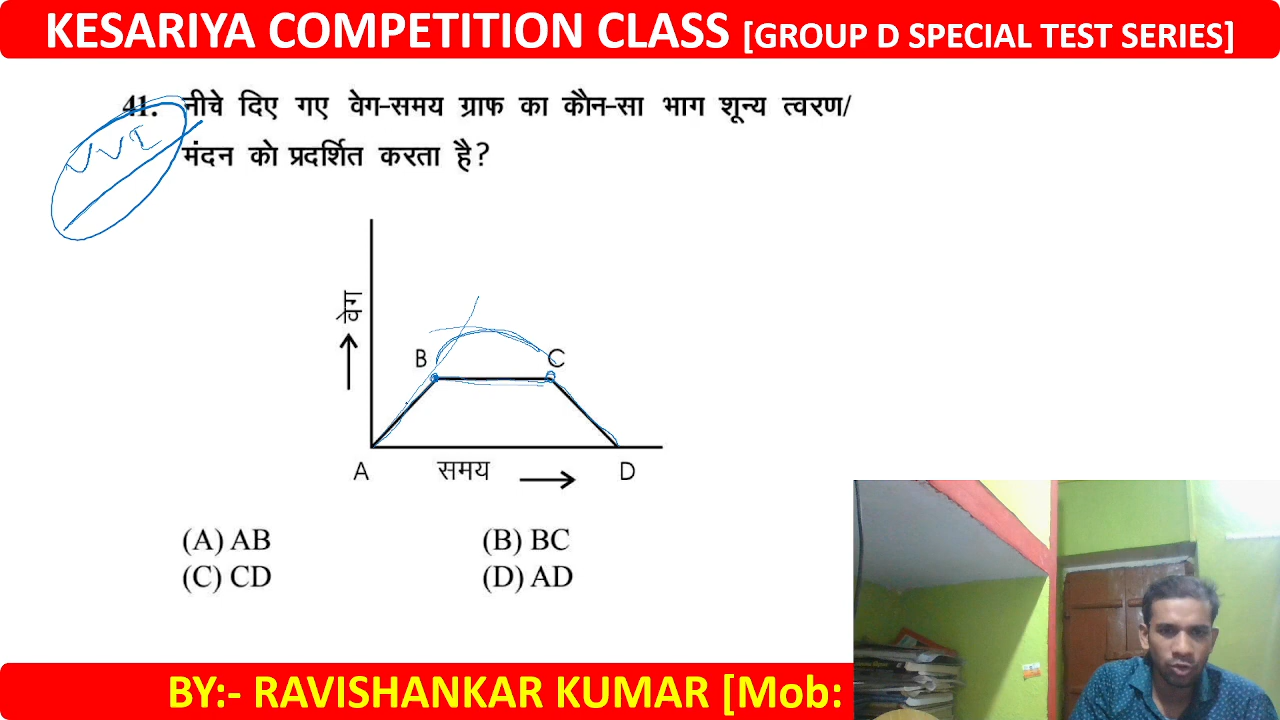 KESARIYA COMPETITION CLASS [GROUP D SPECIAL TEST SERIES]
41. नीचे दिए गए वेग-समय ग्राफ का कौन-सा भाग शून्य त्वरण/
मंदन को प्रदर्शित करता है?
VVI
वेग
B
C
A
समय
D
(A) AB
(B) BC
(C) CD
(D) AD
BY:- RAVISHANKAR KUMAR [Mob: